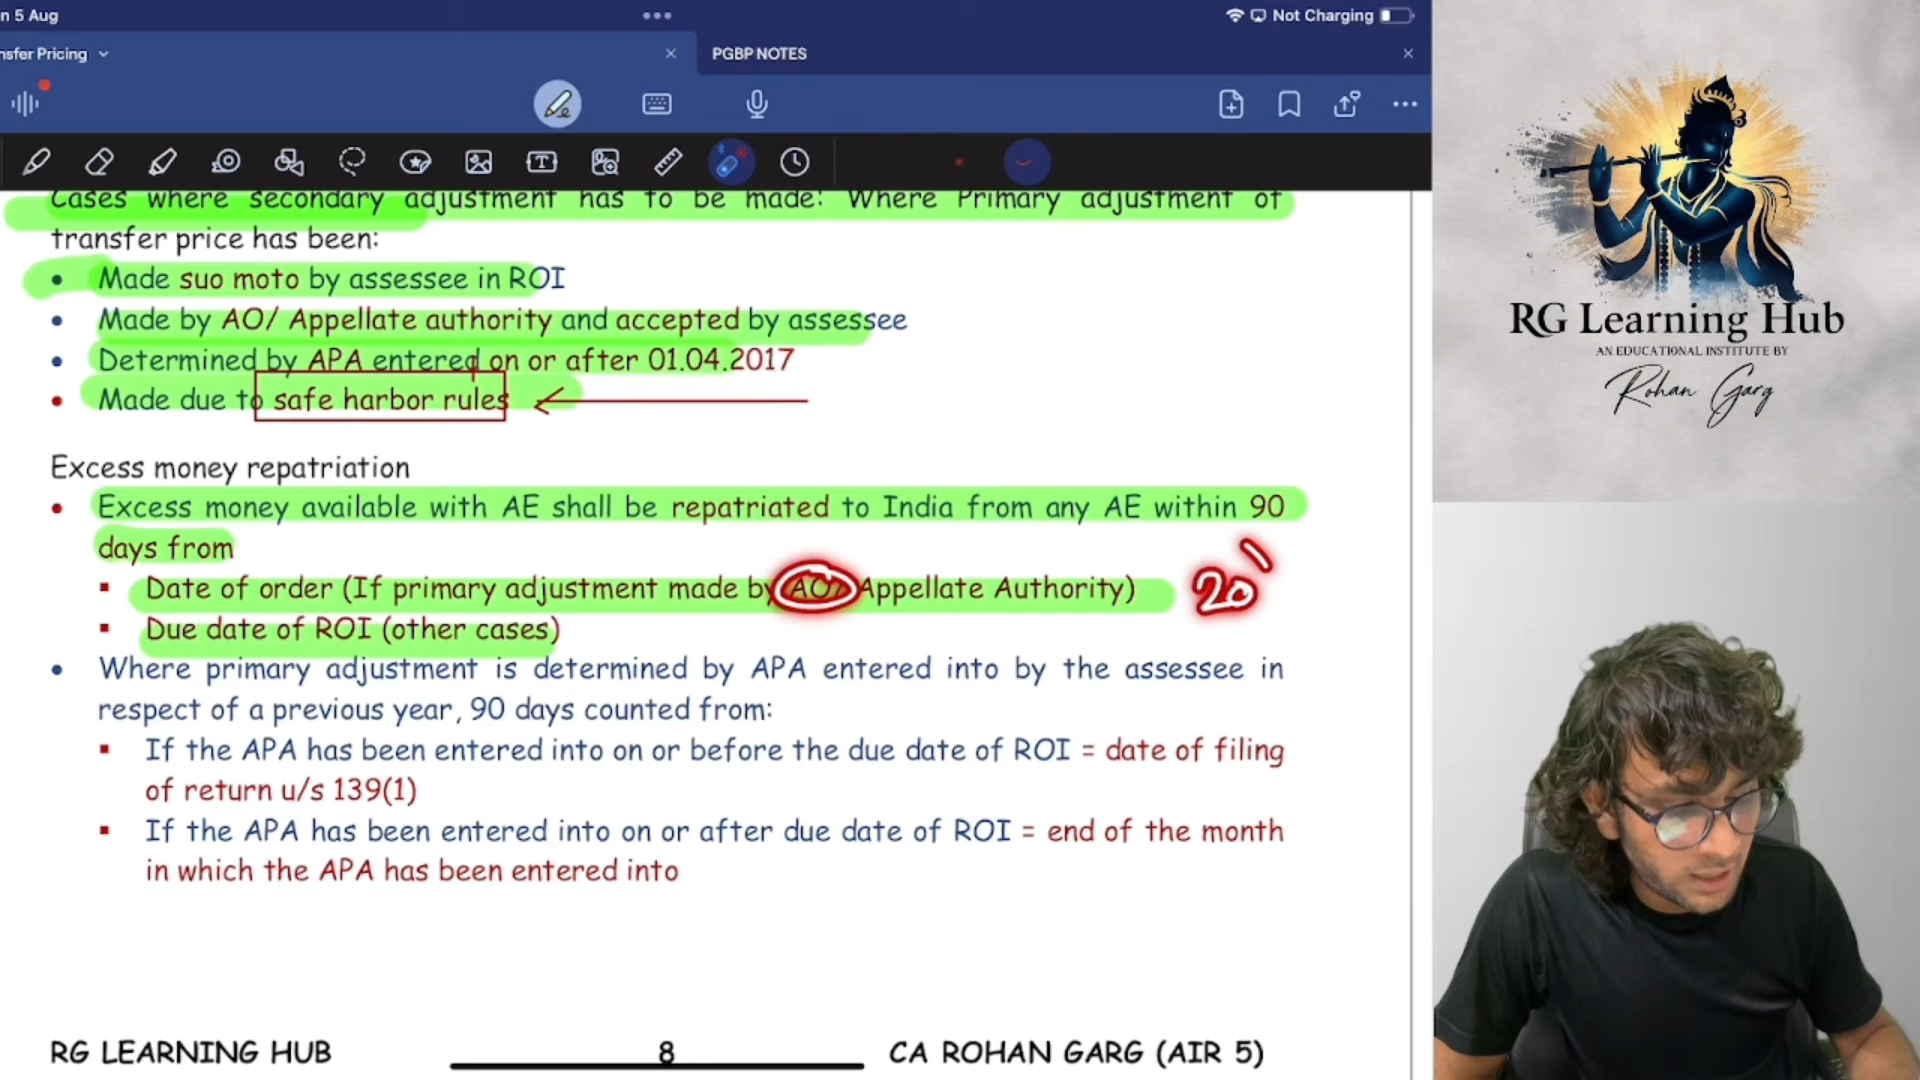 n 5 Aug
Not Charging
nsfer Pricing
PGBP NOTES
Cases where secondary adjustment has to be made: Where Primary adjustment of
transfer price has been:
• Made suo moto by assessee in ROI
• Made by AO/ Appellate authority and accepted by assessee
• Determined by APA entered on or after 01.04.2017
• Made due to safe harbor rules
Excess money repatriation
• Excess money available with AE shall be repatriated to India from any AE within 90
days from
▪ Date of order (If primary adjustment made by AO/ Appellate Authority)
20
▪ Due date of ROI (other cases)
• Where primary adjustment is determined by APA entered into by the assessee in
respect of a previous year, 90 days counted from:
▪ If the APA has been entered into on or before the due date of ROI = date of filing
of return u/s 139(1)
▪ If the APA has been entered into on or after due date of ROI = end of the month
in which the APA has been entered into
RG LEARNING HUB 8 CA ROHAN GARG (AIR 5)
RG Learning Hub
AN EDUCATIONAL INSTITUTE BY
Rohan Garg